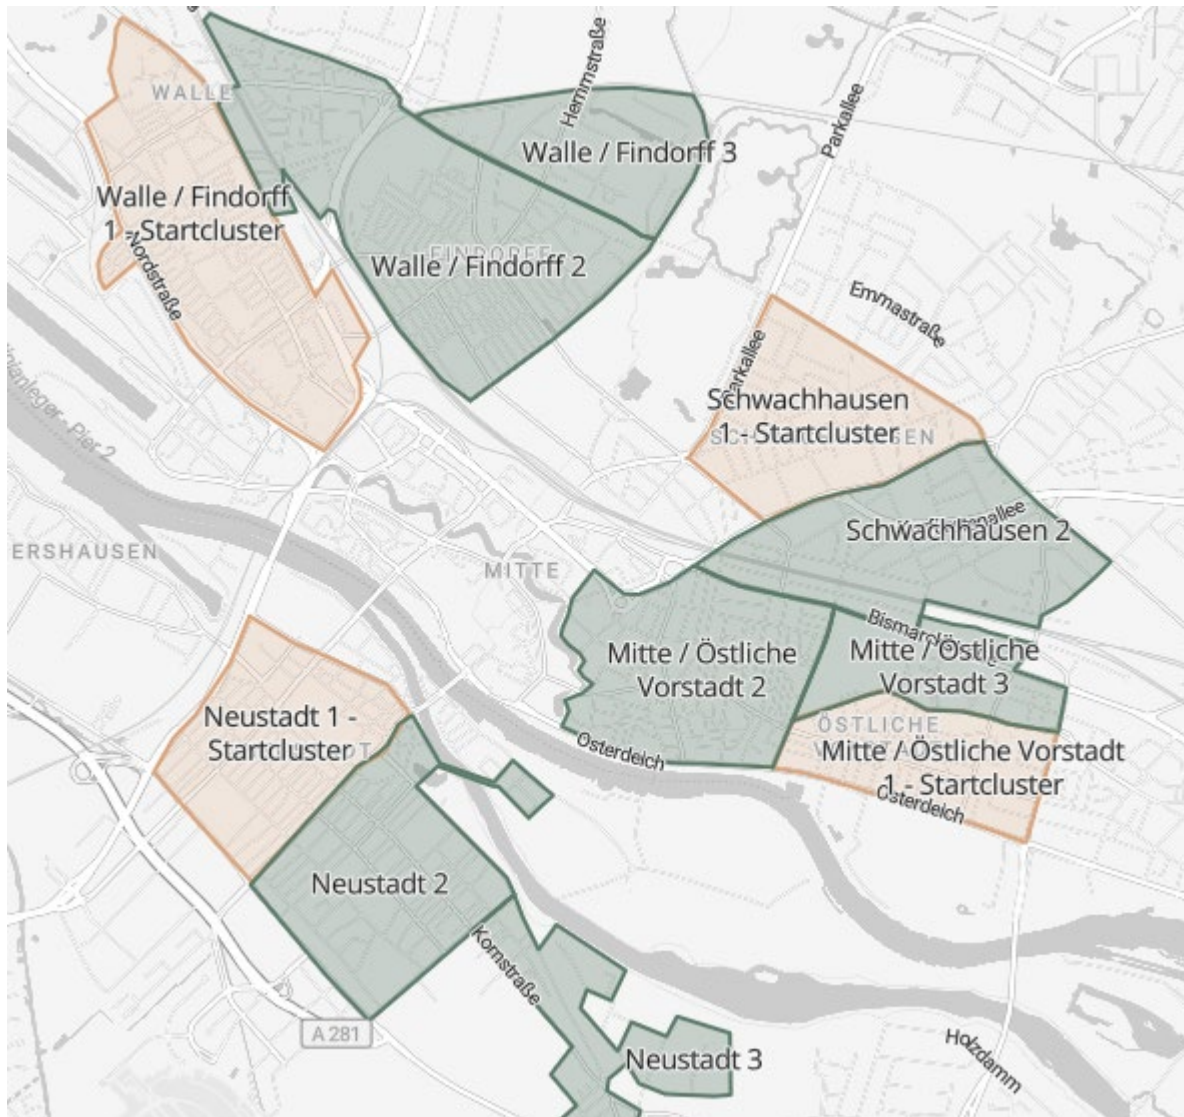 WALLE
Hemmstraße
Parkallee
Walle / Findorff 3
Walle / Findorff
1 - Startcluster
Nordstraße
FINDORFF
Walle / Findorff 2
Emmastraße
Parkallee
Schwachhausen
1 - Startcluster
Pier 2
Schwachhausen 2
ERSHAUSEN
MITTE
Mitte / Östliche
Vorstadt 2
Mitte / Östliche
Vorstadt 3
Neustadt 1 -
Startcluster
ÖSTLICHE
Osterdeich
Mitte / Östliche Vorstadt
1 - Startcluster
Osterdeich
Neustadt 2
Kornstraße
A 281
Neustadt 3
Holzdamm